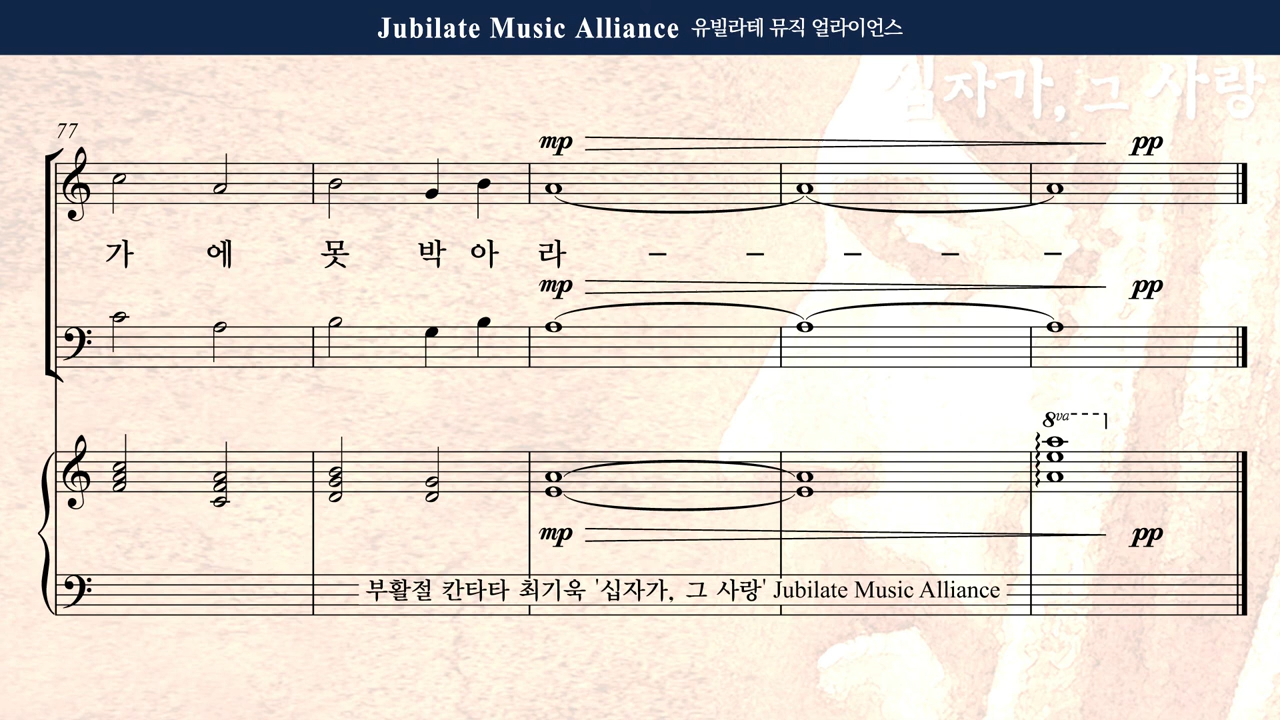 Jubilate Music Alliance 유빌라테 뮤직 얼라이언스
십자가, 그 사랑
77
mp pp
가 에 못 박 아 라 - - - - -
mp pp
8va
mp pp
부활절 칸타타 최기욱 '십자가, 그 사랑' Jubilate Music Alliance